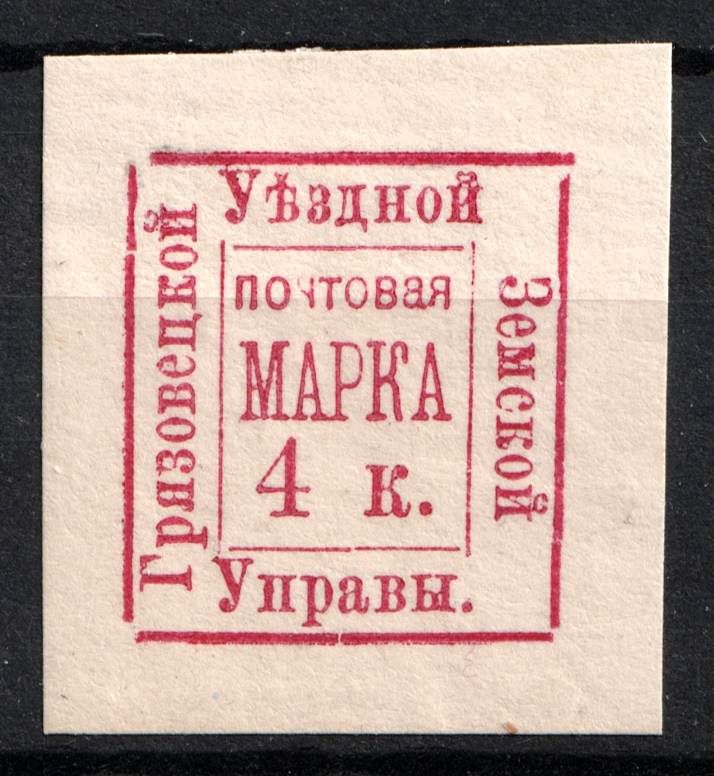 Грязовецкой
Уѣздной
Земской
Управы.
почтовая
МАРКА
4 к.